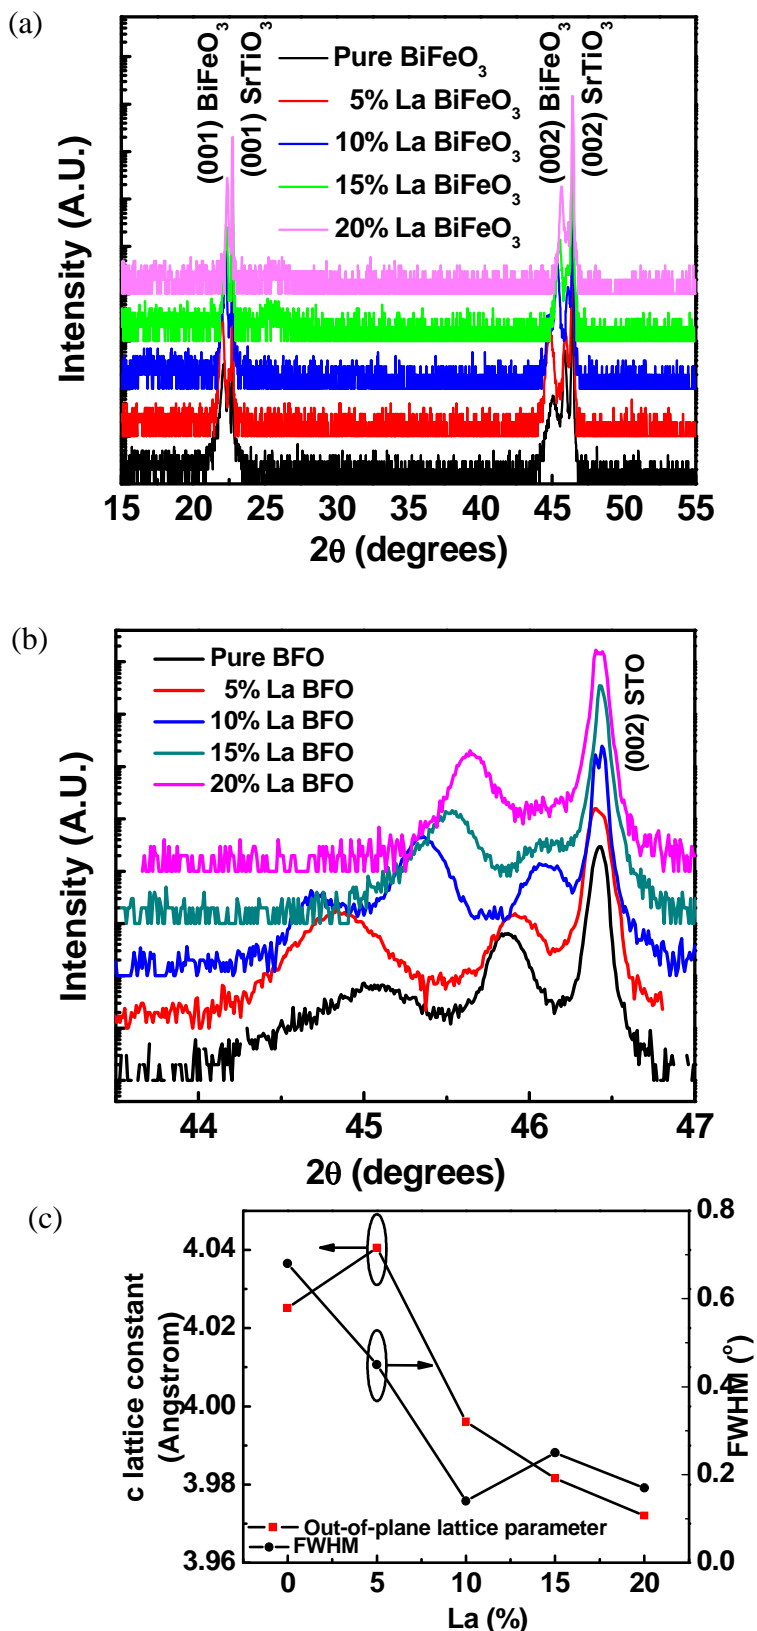 (a)
(001) BiFeO3
(001) SrTiO3
(002) BiFeO3
(002) SrTiO3
Pure BiFeO3
5% La BiFeO3
10% La BiFeO3
15% La BiFeO3
20% La BiFeO3
Intensity (A.U.)
15 20 25 30 35 40 45 50 55
2θ (degrees)
(b)
Pure BFO
5% La BFO
10% La BFO
15% La BFO
20% La BFO
(002) STO
Intensity (A.U.)
44 45 46 47
2θ (degrees)
(c)
c lattice constant
(Angstrom)
4.04
4.02
4.00
3.98
3.96
0.8
0.6
0.4
0.2
0.0
FWHM (o)
Out-of-plane lattice parameter
FWHM
0 5 10 15 20
La (%)